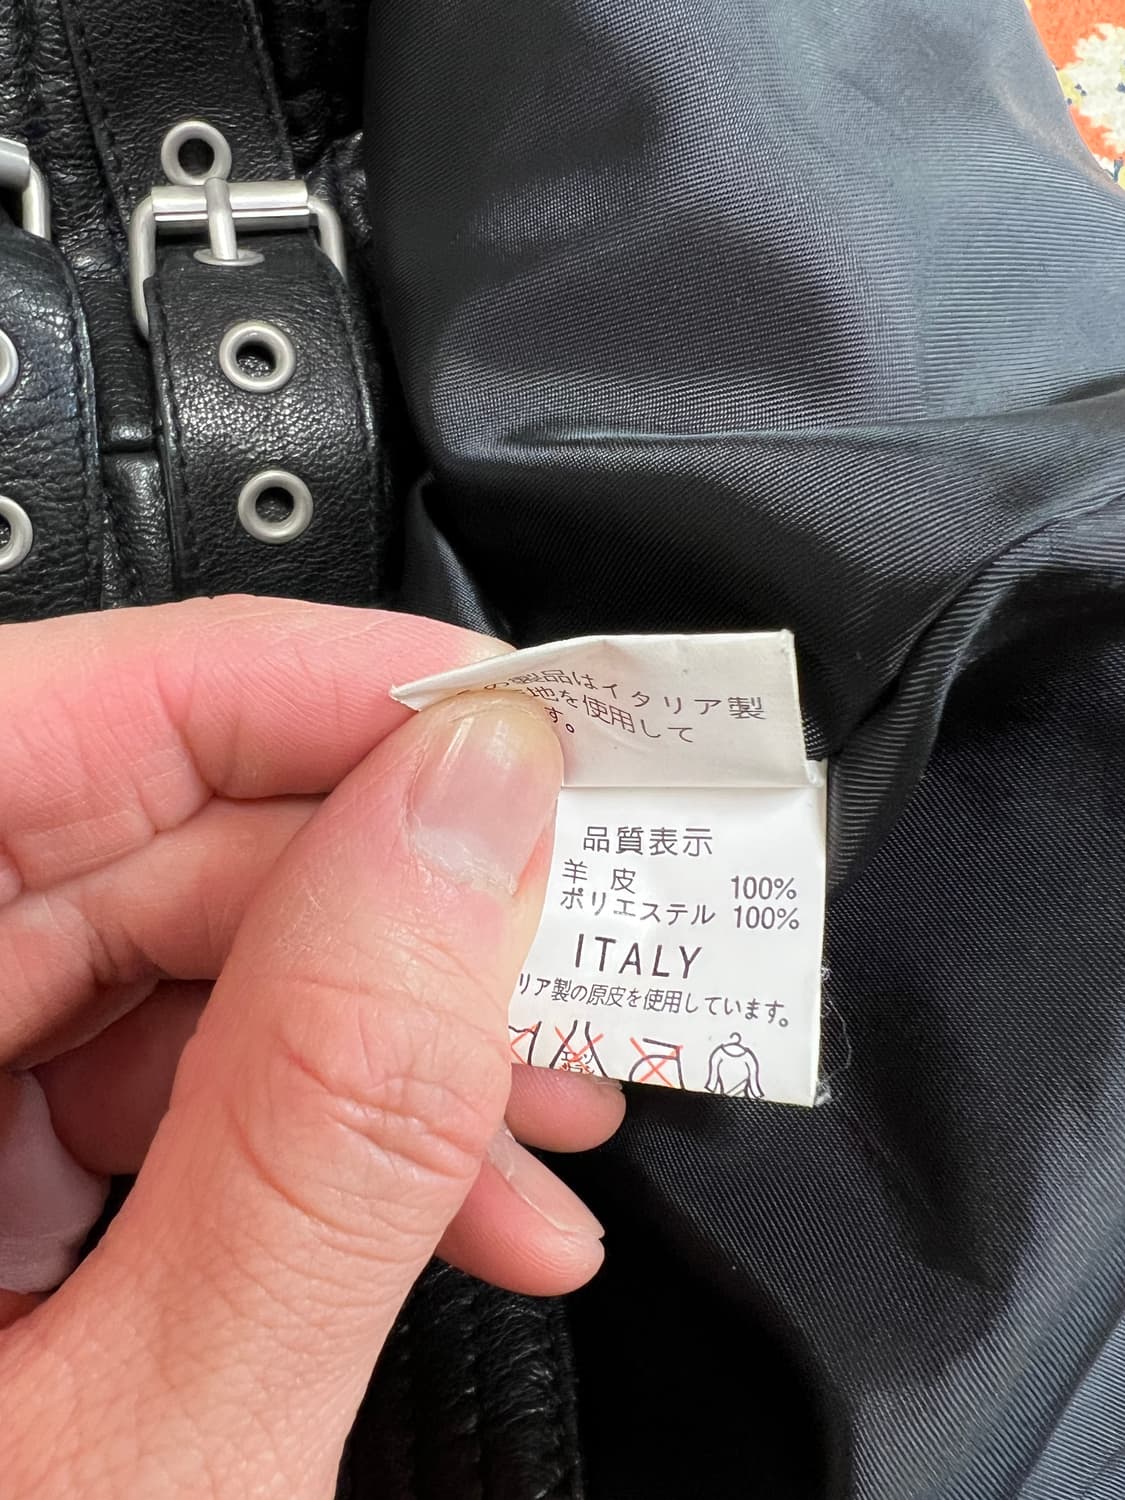 の製品はイタリア製
地を使用して
す。
品質表示
羊 皮 100%
ポリエステル 100%
ITALY
リア製の原皮を使用しています。